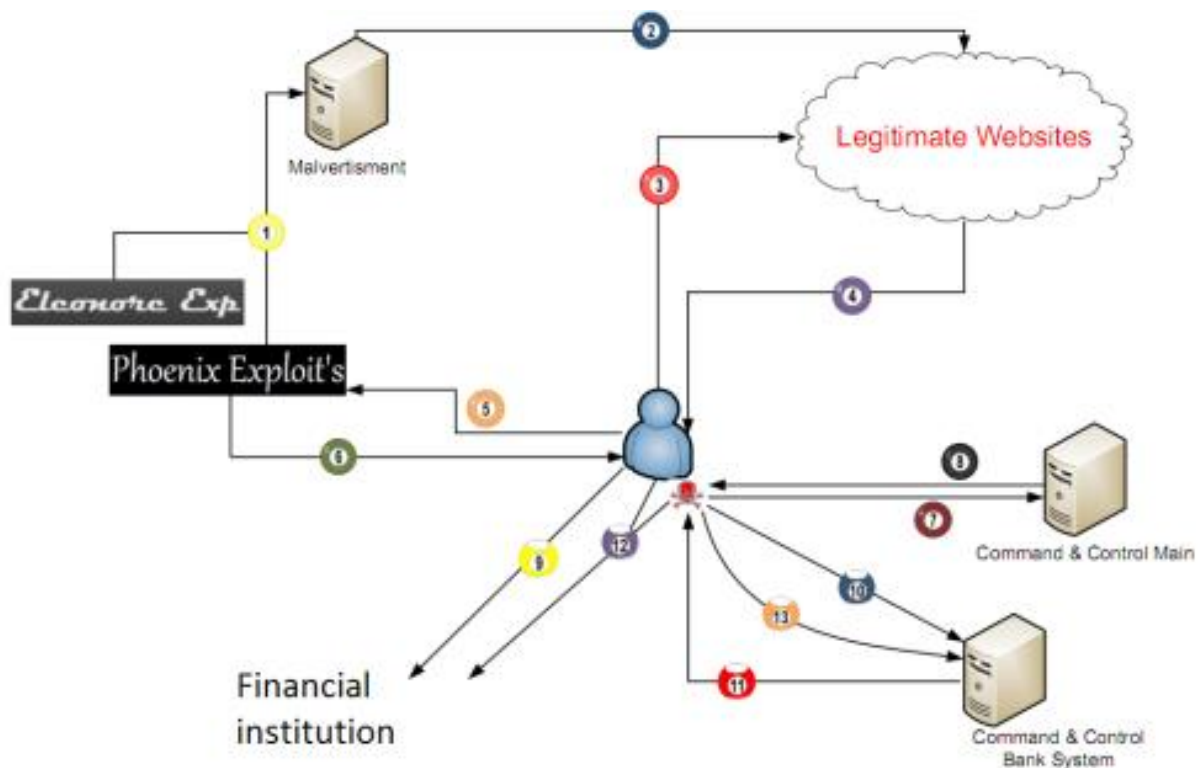 2
Legitimate Websites
Malvertisment
3
1
Eleonore Exp
4
Phoenix Exploit's
5
6
8
7
Command & Control Main
12
9
10
13
Financial
institution
11
Command & Control
Bank System